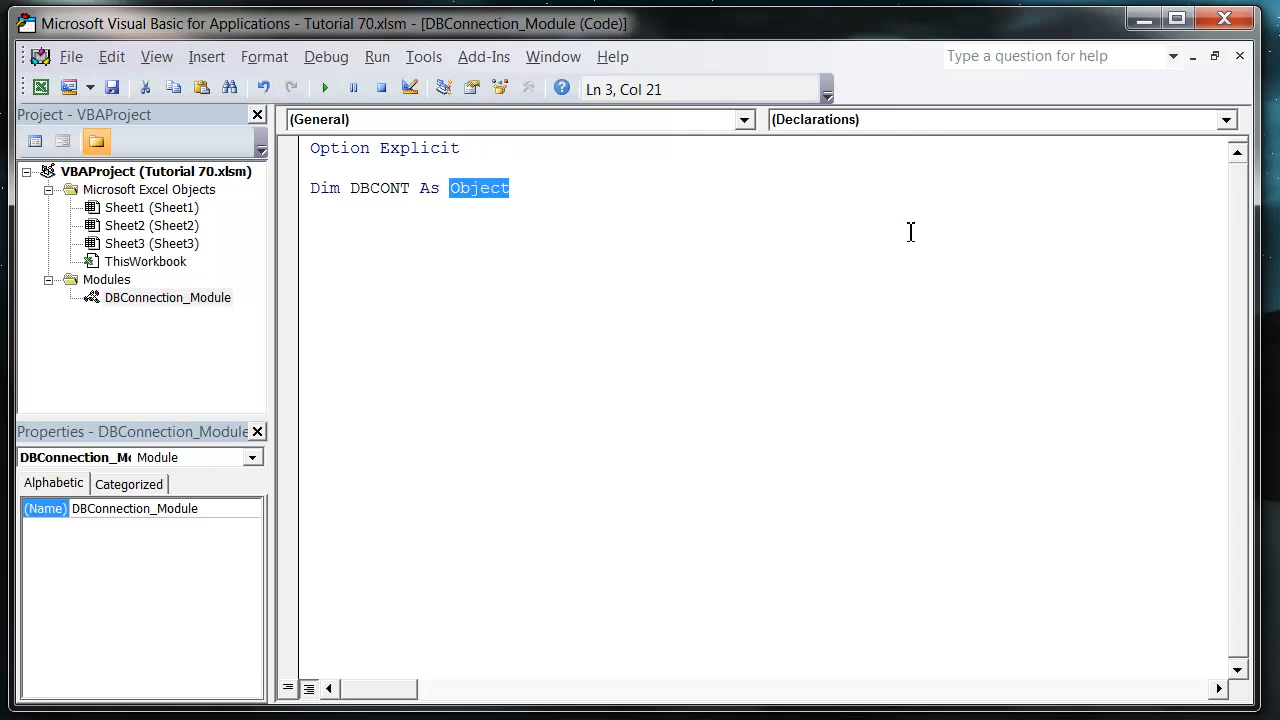 Microsoft Visual Basic for Applications - Tutorial 70.xlsm - [DBConnection_Module (Code)]
File Edit View Insert Format Debug Run Tools Add-Ins Window Help
Type a question for help
Ln 3, Col 21
Project - VBAProject
(General)
(Declarations)
VBAProject (Tutorial 70.xlsm)
Microsoft Excel Objects
Sheet1 (Sheet1)
Sheet2 (Sheet2)
Sheet3 (Sheet3)
ThisWorkbook
Modules
DBConnection_Module
Option Explicit
Dim DBCONT As Object
Properties - DBConnection_Module
DBConnection_Mo Module
Alphabetic Categorized
(Name) DBConnection_Module